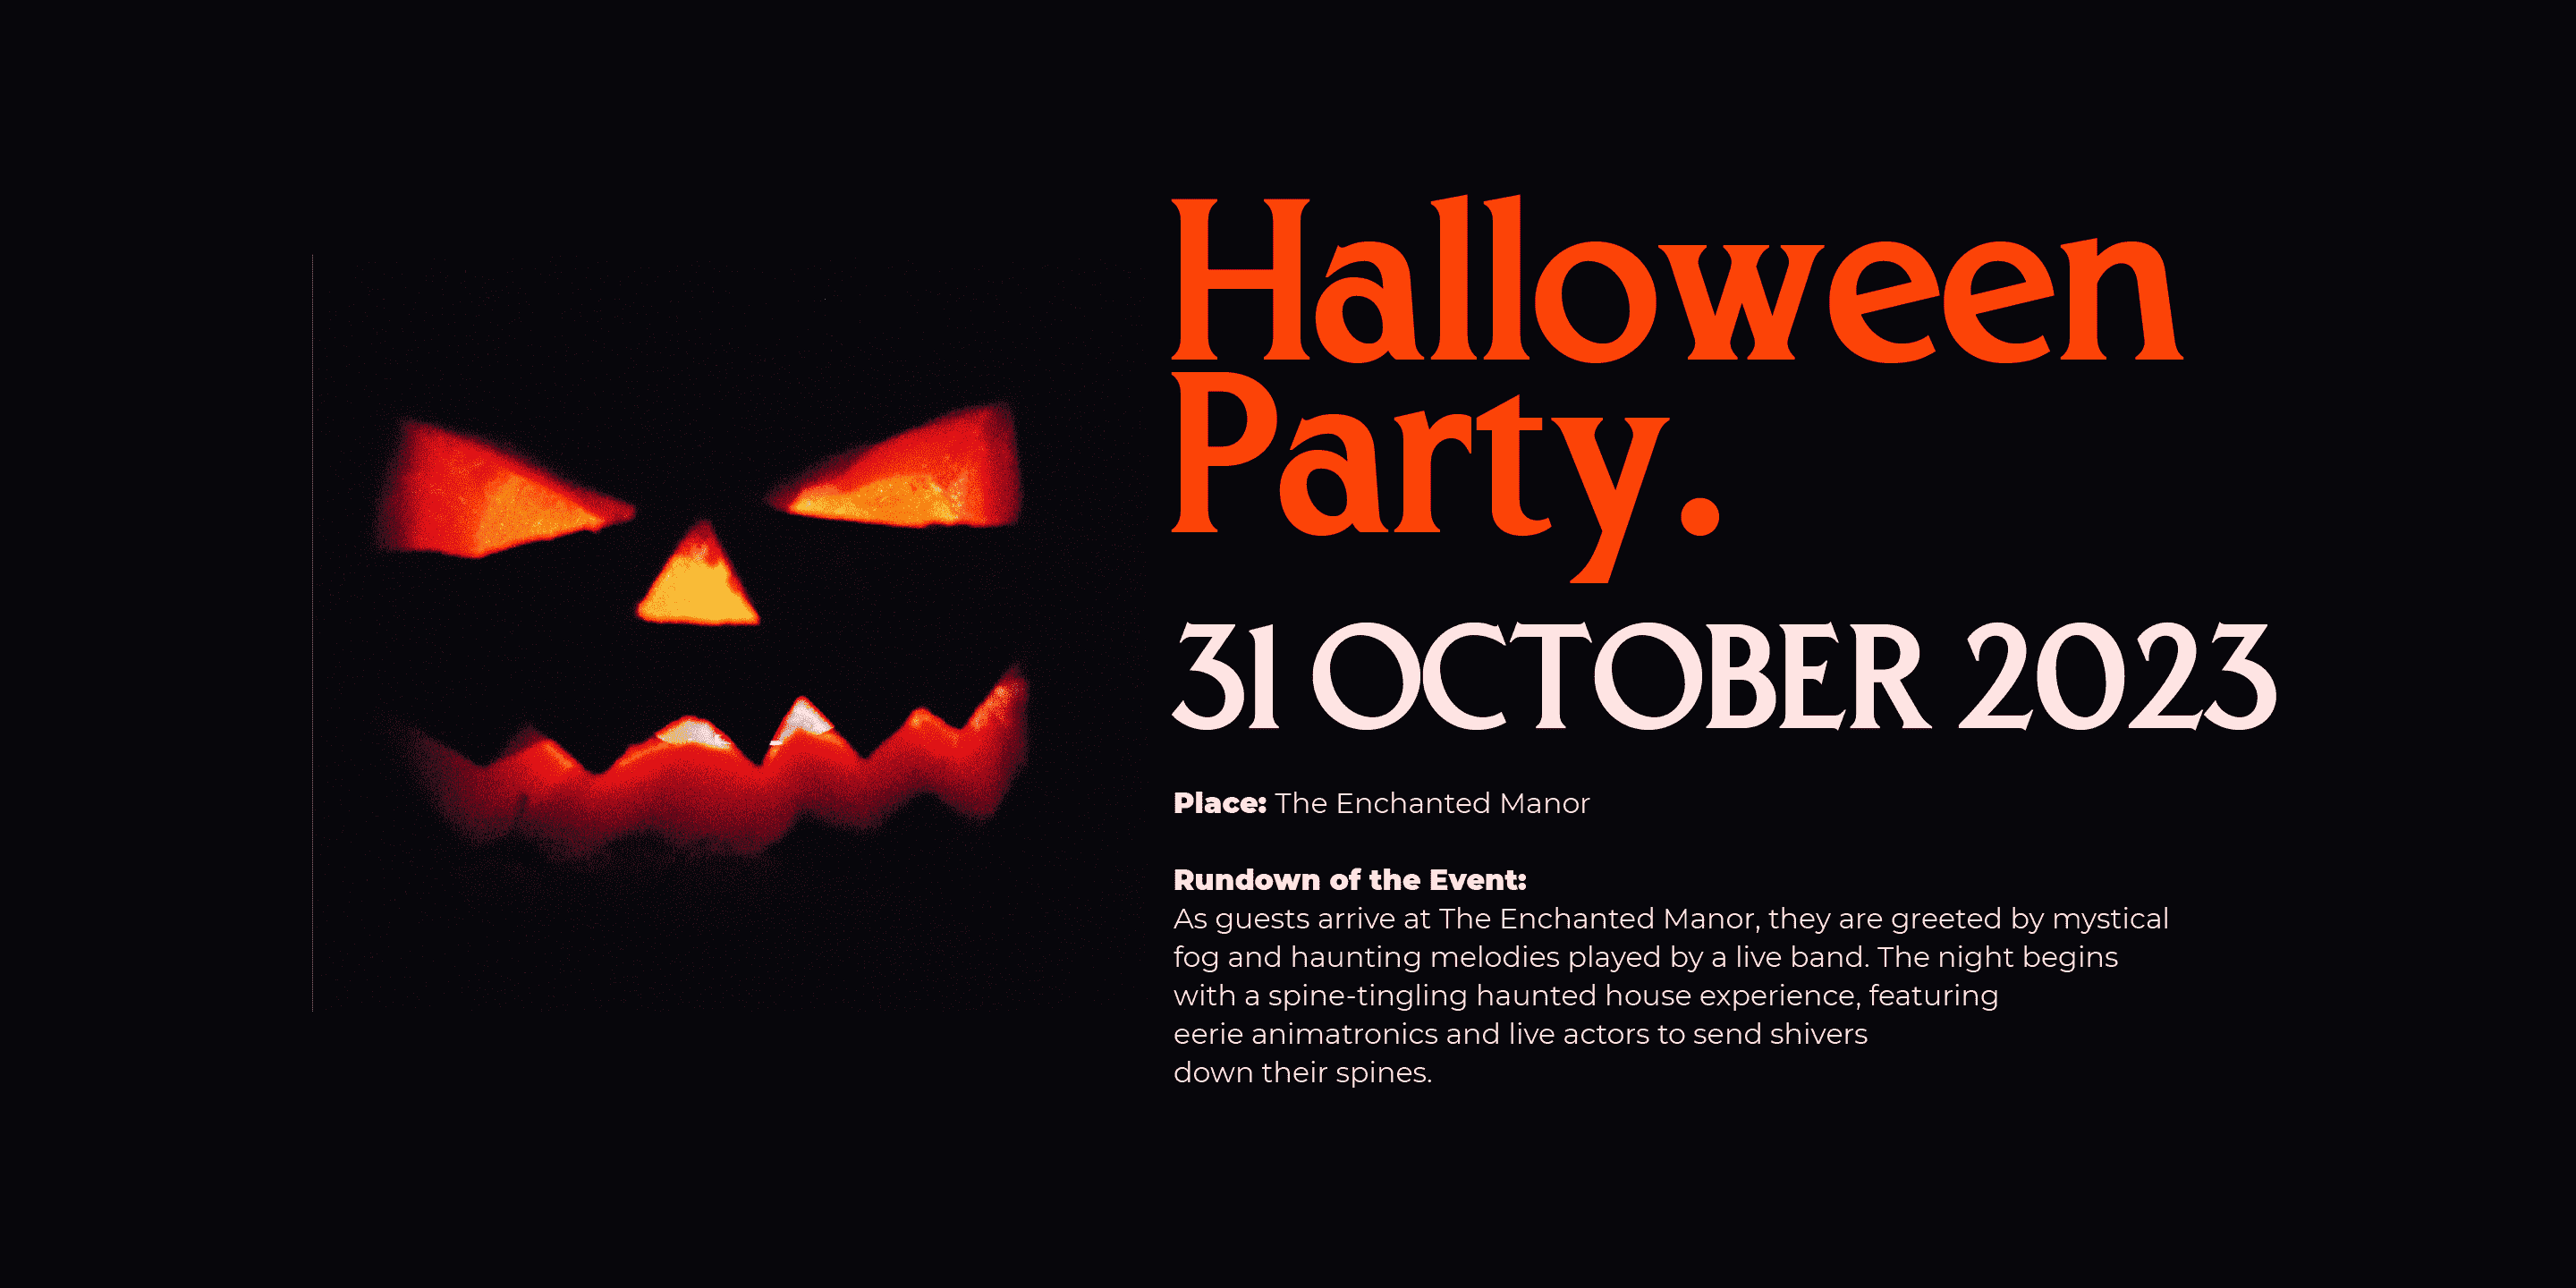 Halloween
Party.
31 OCTOBER 2023
Place: The Enchanted Manor
Rundown of the Event:
As guests arrive at The Enchanted Manor, they are greeted by mystical
fog and haunting melodies played by a live band. The night begins
with a spine-tingling haunted house experience, featuring
eerie animatronics and live actors to send shivers
down their spines.